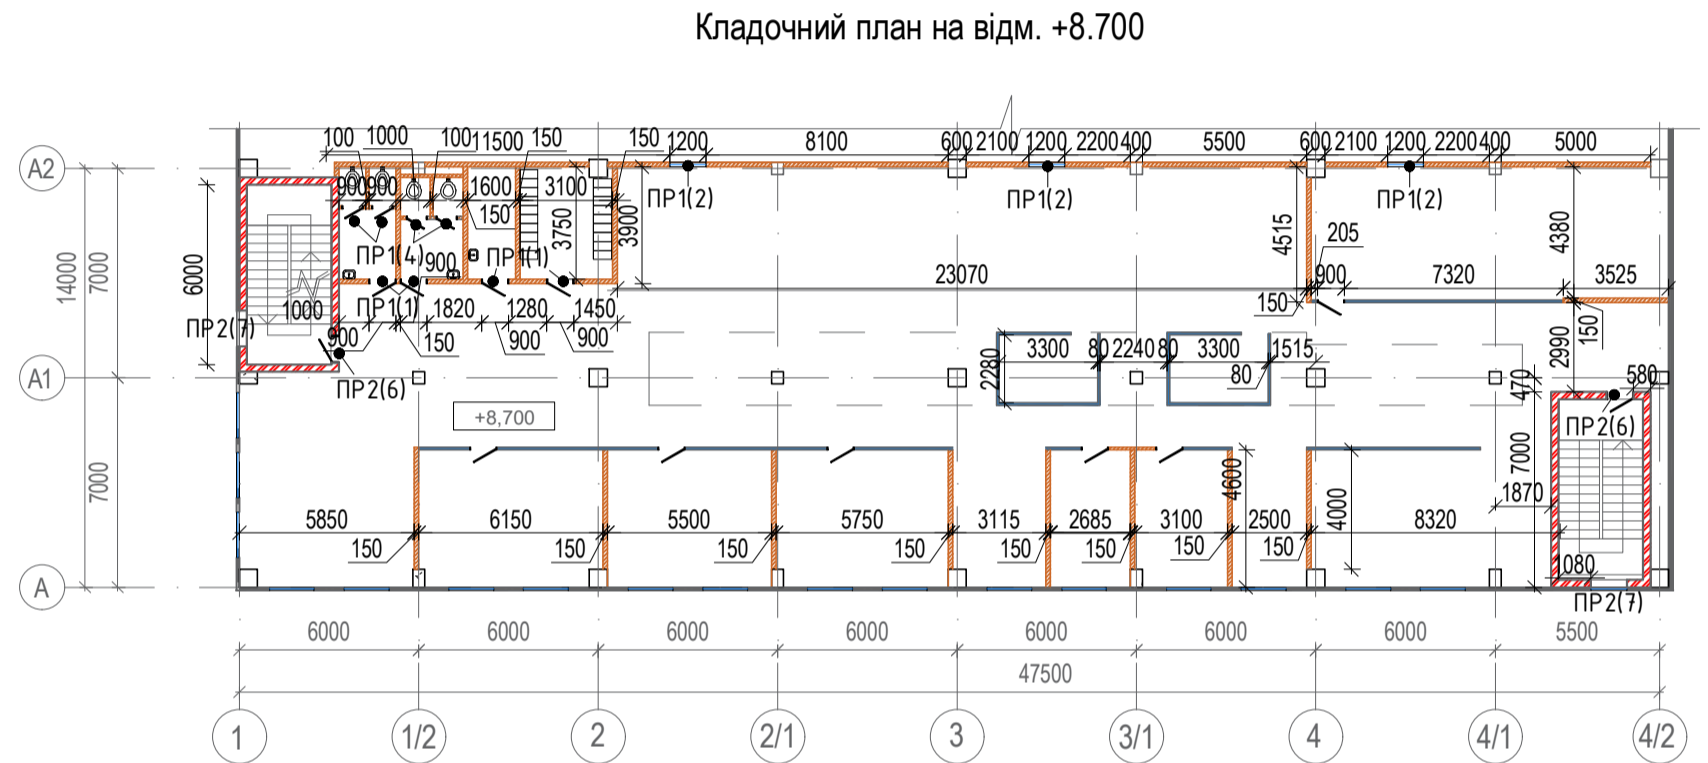 Кладочний план на відм. +8.700
100 1000 100 11500 150 150 1200 8100 600 2100 1200 2200 400 5500 600 2100 1200 2200 400 5000
А2
900 900 1600 3100 ПР1(2) ПР1(2) ПР1(2)
150 3750 3900 4515 205 4380
14000 7000 6000 ПР1(4) 900 ПР1(1) 23070 900 7320 3525
1000 ПР1(1) 1820 1280 1450 150 150
ПР2(7) 900 150 900 900 2990
2280 3300 80 2240 80 3300 1515
А1 ПР2(6) 80 470 580
+8,700 ПР2(6)
7000 4600 4000 7000 1870
5850 6150 5500 5750 3115 2685 3100 2500 8320
150 150 150 150 150 150 150 150
1080
А
ПР2(7)
6000 6000 6000 6000 6000 6000 6000 5500
47500
1 1/2 2 2/1 3 3/1 4 4/1 4/2